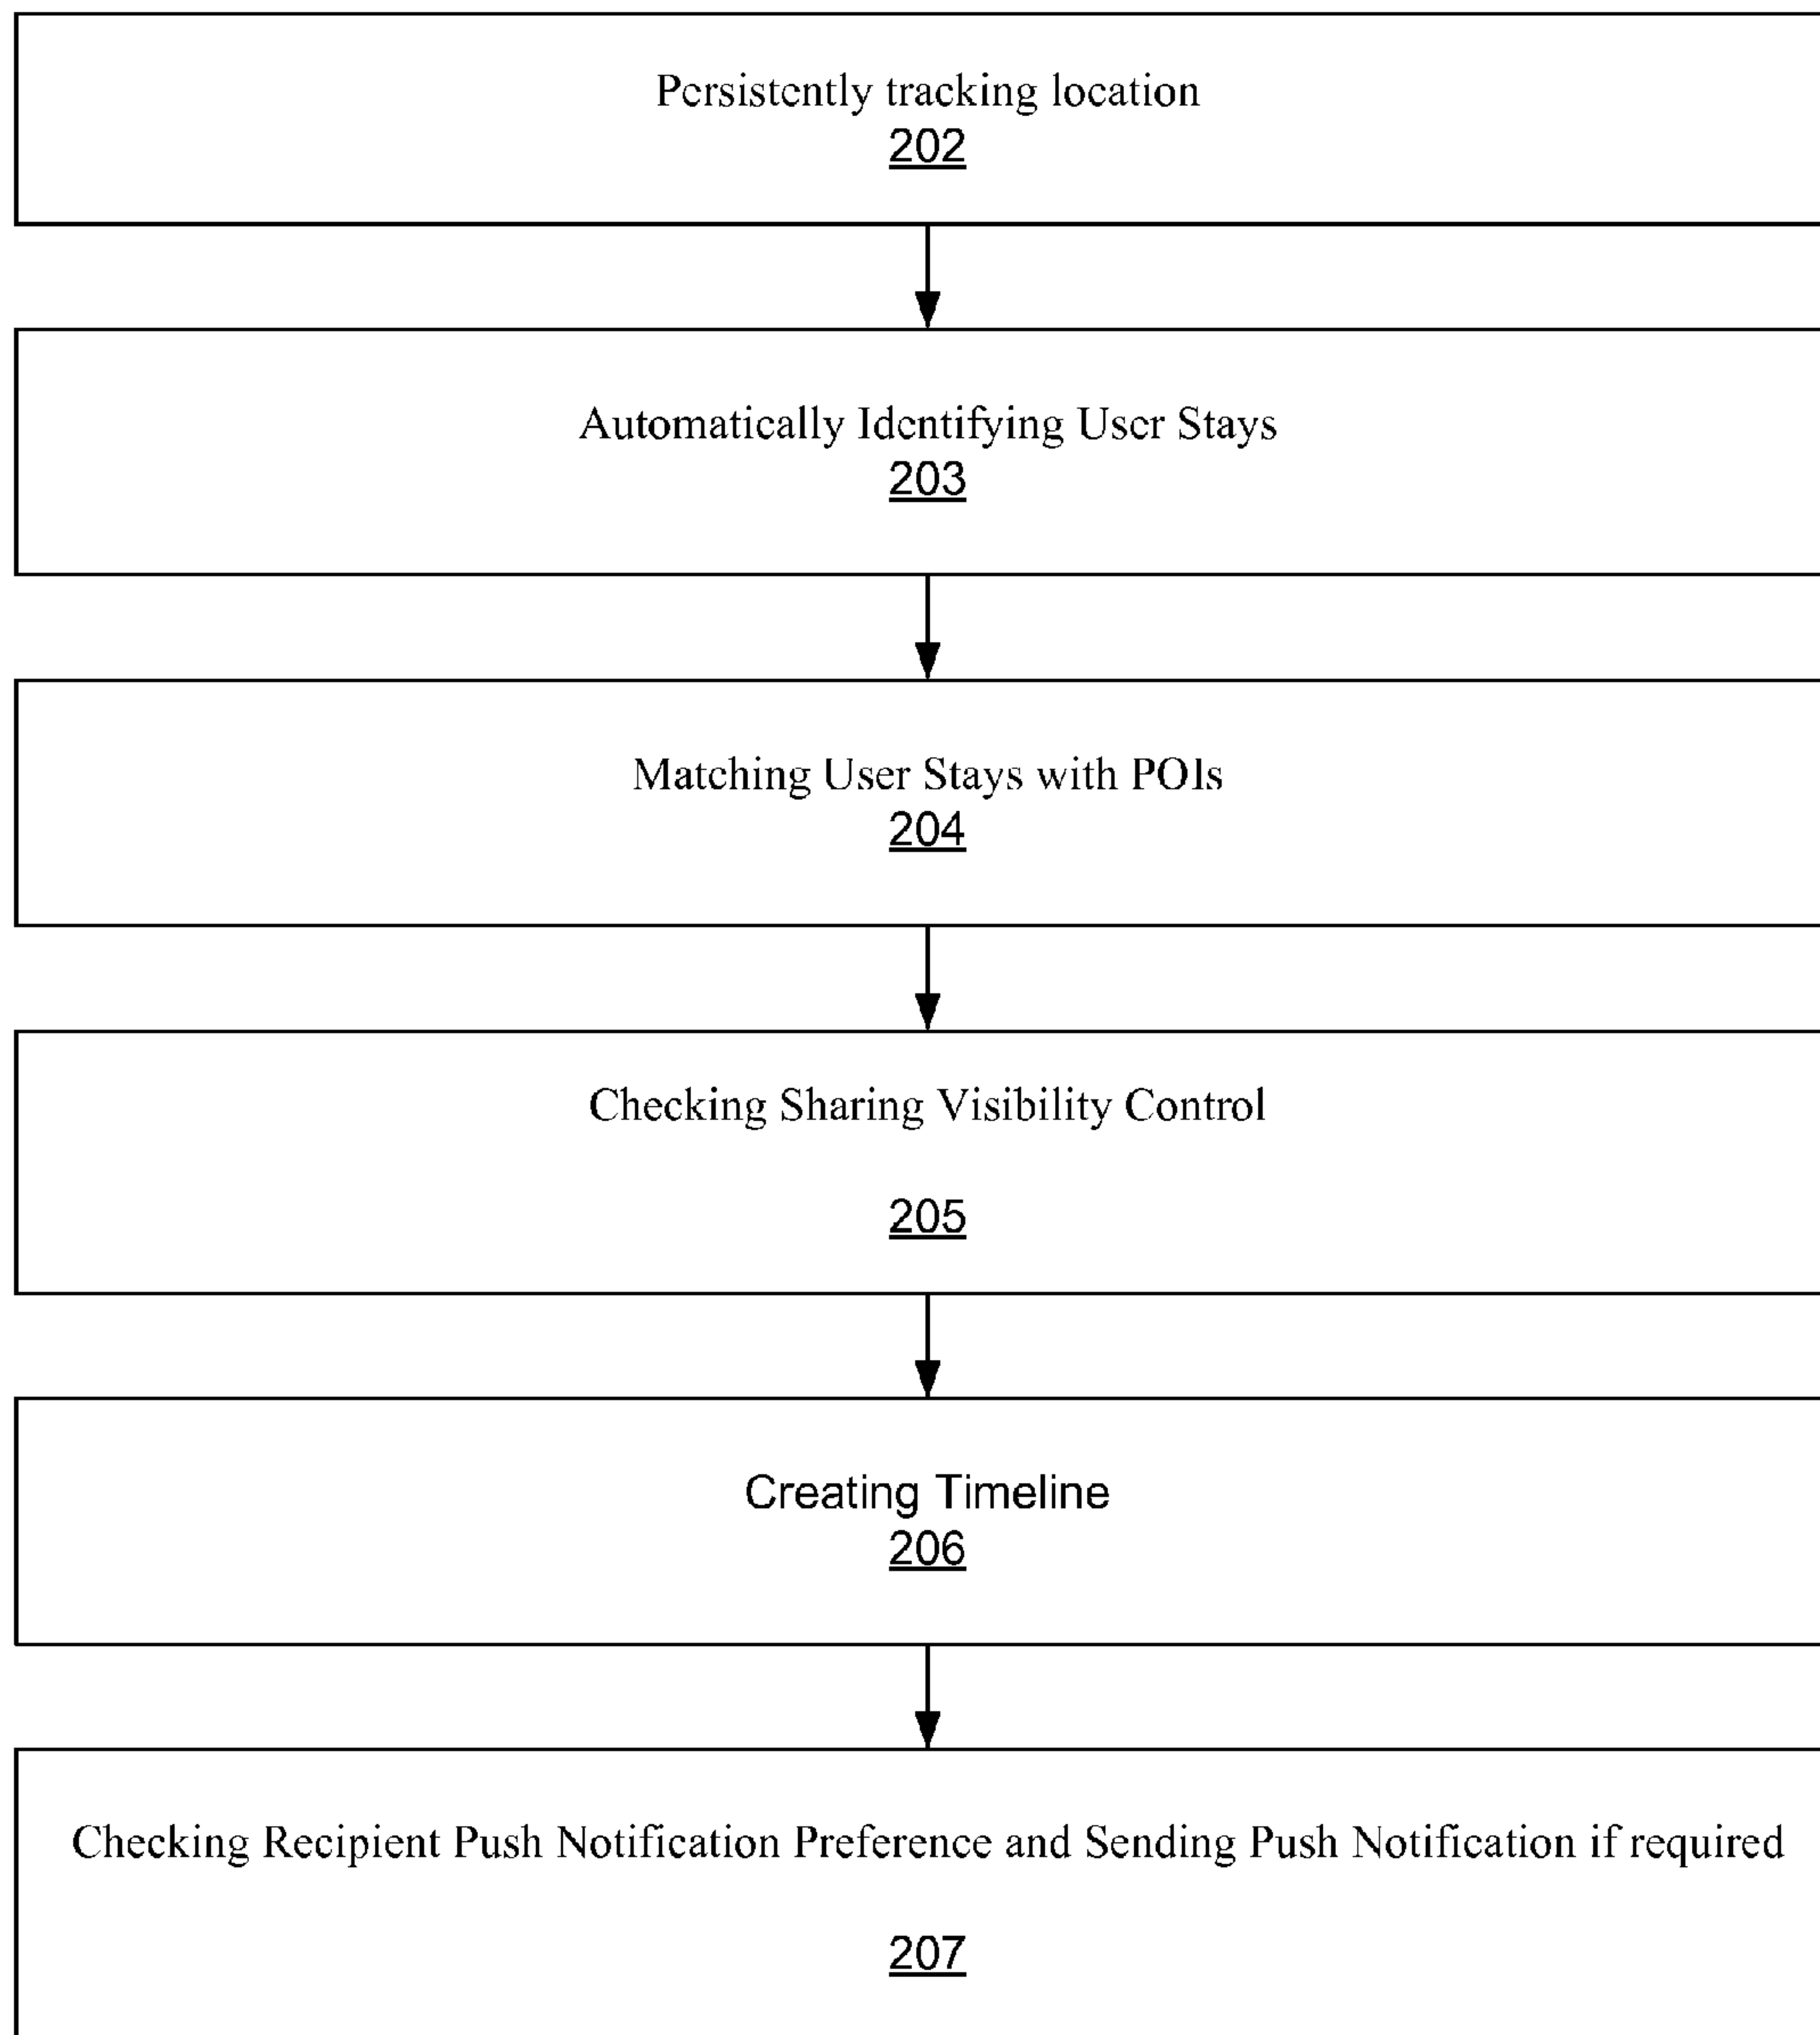 Persistently tracking location
202
Automatically Identifying User Stays
203
Matching User Stays with POIs
204
Checking Sharing Visibility Control
205
Creating Timeline
206
Checking Recipient Push Notification Preference and Sending Push Notification if required
207